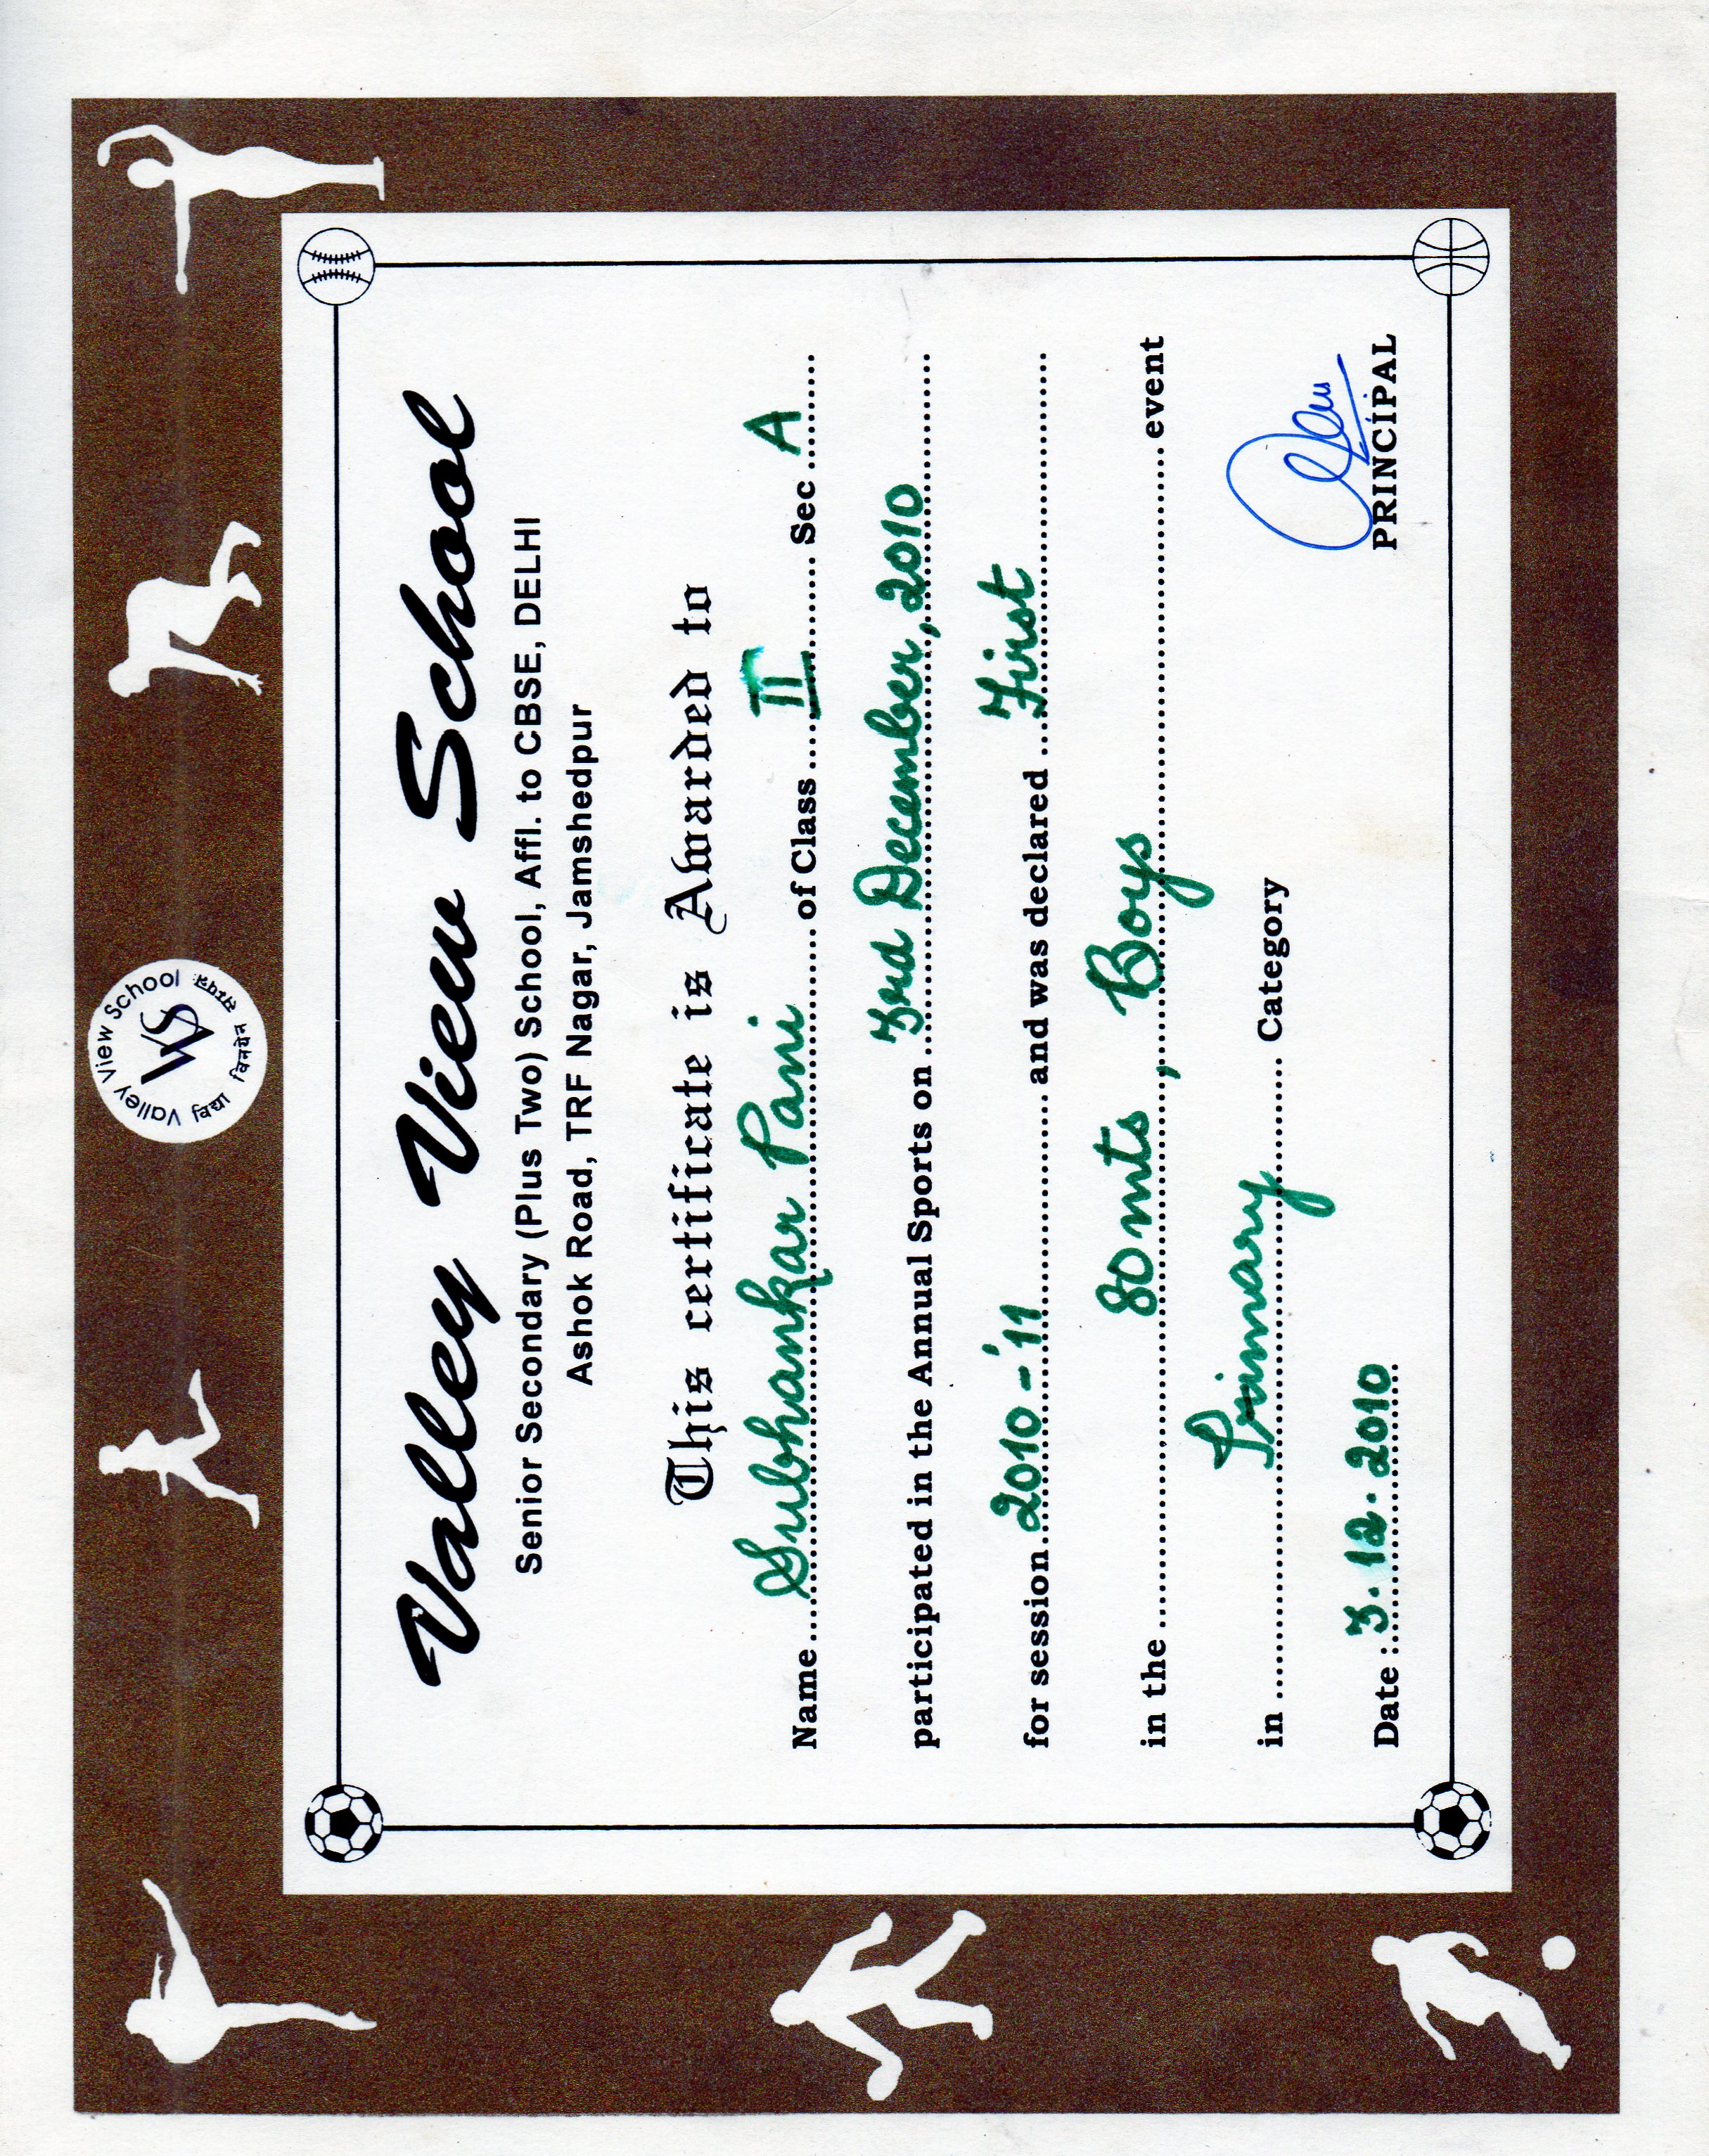 Valley View School
VVS
विद्या विनयेन सम्पन्नः
Valley View School
Senior Secondary (Plus Two) School, Affl. to CBSE, DELHI
Ashok Road, TRF Nagar, Jamshedpur
This certificate is Awarded to
Name Subhankar Pani of Class II Sec A
participated in the Annual Sports on 3rd December, 2010
for session 2010-'11 and was declared First
in the 80 mts, Boys event
in Primary Category
Date : 3.12.2010
PRINCIPAL